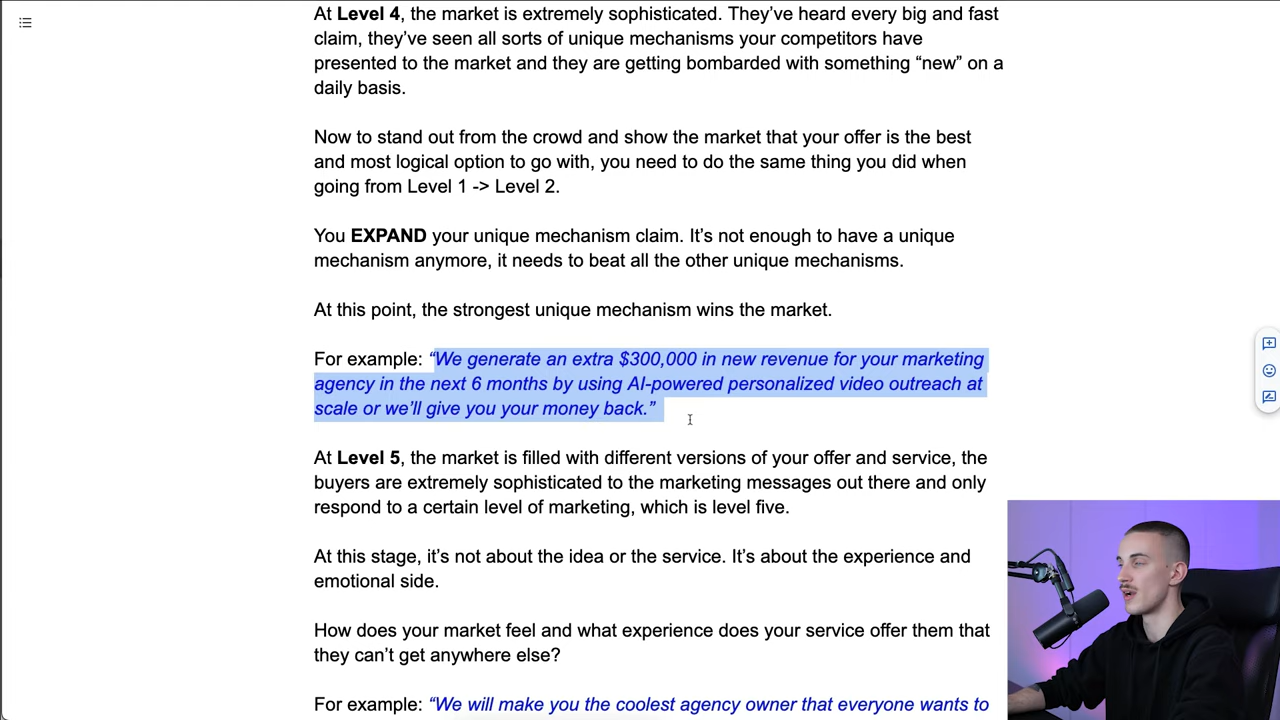 At Level 4, the market is extremely sophisticated. They’ve heard every big and fast
claim, they’ve seen all sorts of unique mechanisms your competitors have
presented to the market and they are getting bombarded with something “new” on a
daily basis.
Now to stand out from the crowd and show the market that your offer is the best
and most logical option to go with, you need to do the same thing you did when
going from Level 1 -> Level 2.
You EXPAND your unique mechanism claim. It’s not enough to have a unique
mechanism anymore, it needs to beat all the other unique mechanisms.
At this point, the strongest unique mechanism wins the market.
For example: “We generate an extra $300,000 in new revenue for your marketing
agency in the next 6 months by using AI-powered personalized video outreach at
scale or we’ll give you your money back.”
At Level 5, the market is filled with different versions of your offer and service, the
buyers are extremely sophisticated to the marketing messages out there and only
respond to a certain level of marketing, which is level five.
At this stage, it’s not about the idea or the service. It’s about the experience and
emotional side.
How does your market feel and what experience does your service offer them that
they can’t get anywhere else?
For example: “We will make you the coolest agency owner that everyone wants to